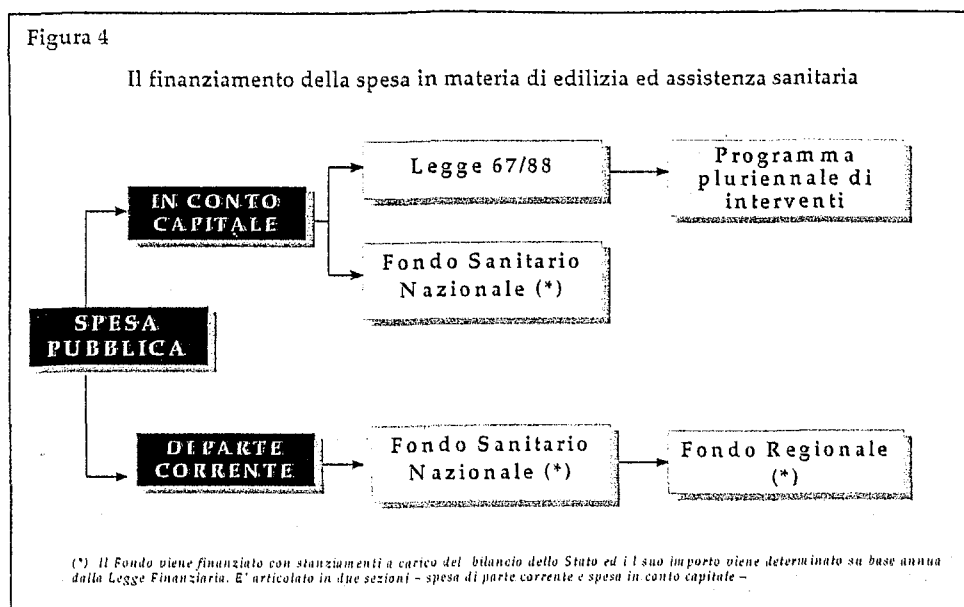 Figura 4
Il finanziamento della spesa in materia di edilizia ed assistenza sanitaria
IN CONTO
CAPITALE
Legge 67/88
Programma
pluriennale di
interventi
Fondo Sanitario
Nazionale (*)
SPESA
PUBBLICA
DI PARTE
CORRENTE
Fondo Sanitario
Nazionale (*)
Fondo Regionale
(*)
(*) Il Fondo viene finanziato con stanziamenti a carico del bilancio dello Stato ed i l suo importo viene determinato su base annua
dalla Legge Finanziaria. E' articolato in due sezioni - spesa di parte corrente e spesa in conto capitale -